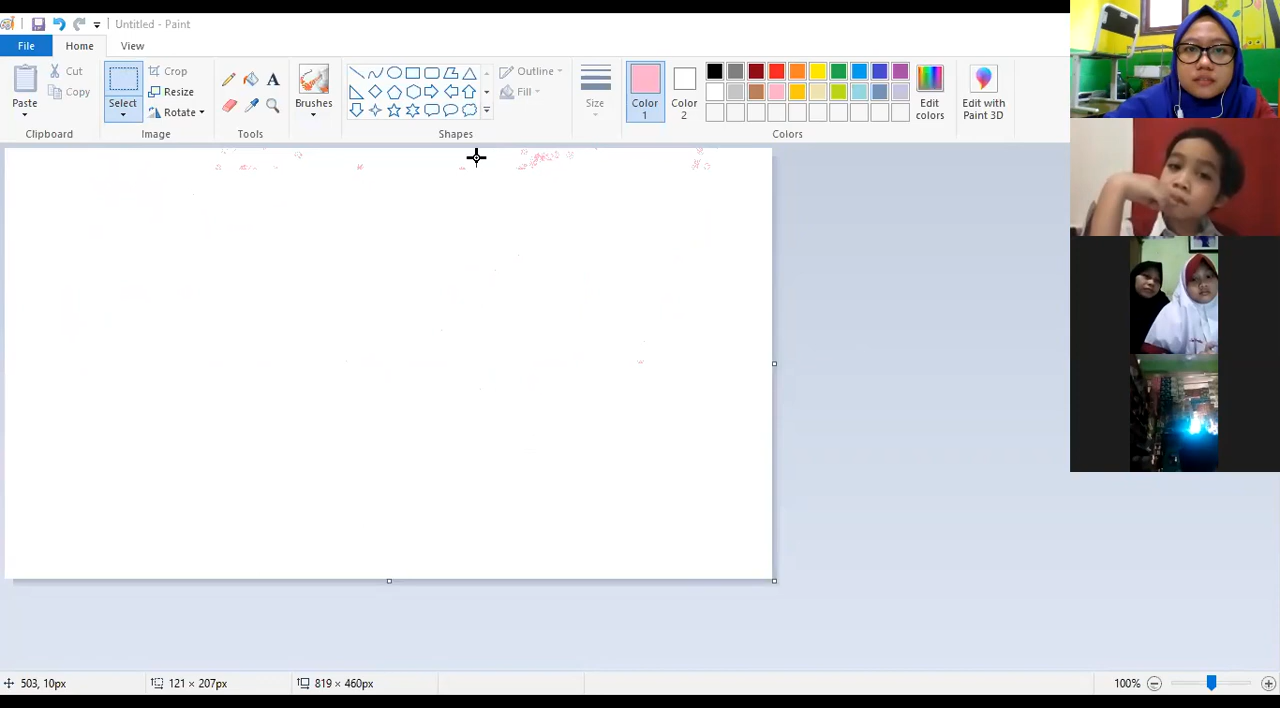 Untitled - Paint
File
Home
View
Paste
Cut
Copy
Clipboard
Select
Crop
Resize
Rotate
Image
A
Tools
Brushes
Shapes
Outline
Fill
Size
Color
1
Color
2
Edit
colors
Edit with
Paint 3D
Colors
503, 10px
121 × 207px
819 × 460px
100%